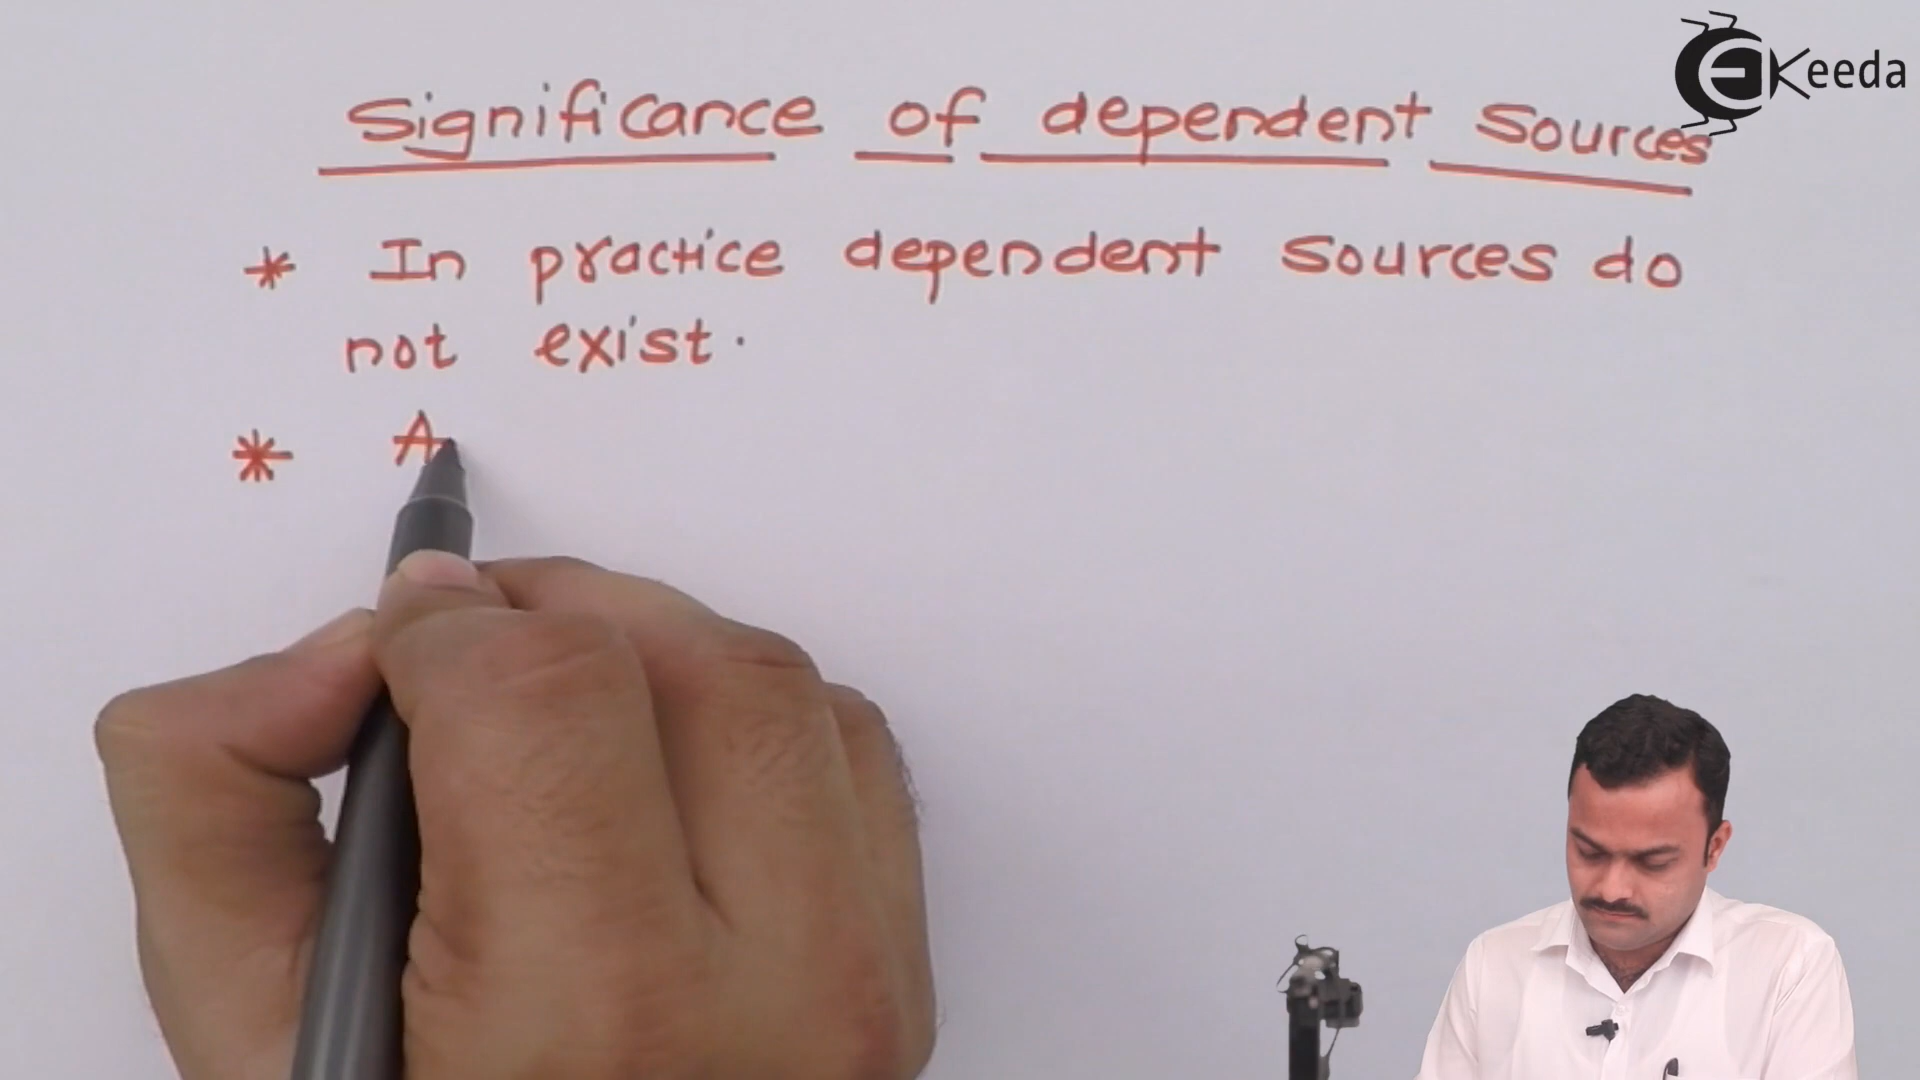 Ekeeda
Significance of dependent sources
* In practice dependent sources do
not exist.
* A